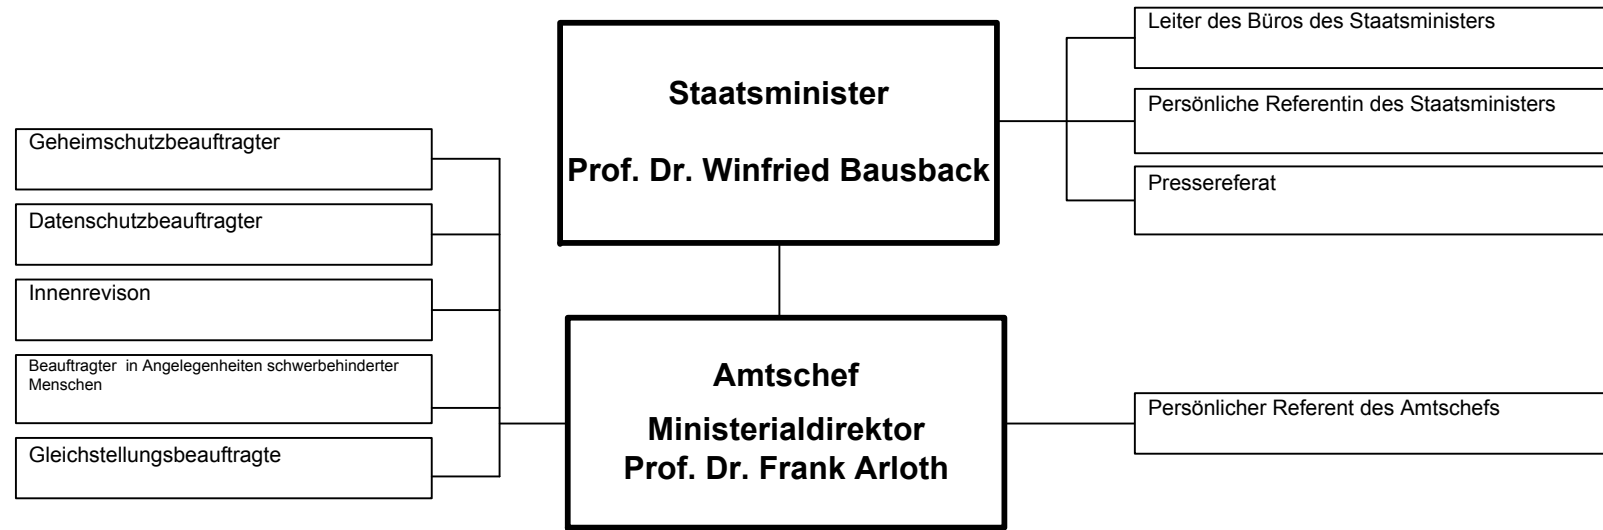 Staatsminister
Prof. Dr. Winfried Bausback
Leiter des Büros des Staatsministers
Persönliche Referentin des Staatsministers
Pressereferat
Geheimschutzbeauftragter
Datenschutzbeauftragter
Innenrevison
Beauftragter  in Angelegenheiten schwerbehinderter
Menschen
Gleichstellungsbeauftragte
Amtschef
Ministerialdirektor
Prof. Dr. Frank Arloth
Persönlicher Referent des Amtschefs